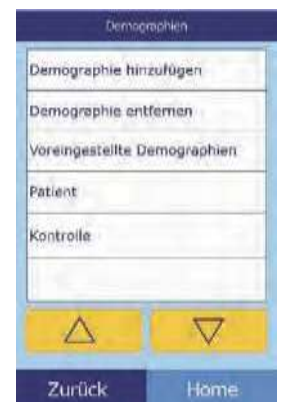 Demographien
Demographie hinzufügen
Demographie entfernen
Voreingestellte Demographien
Patient
Kontrolle
Zurück Home